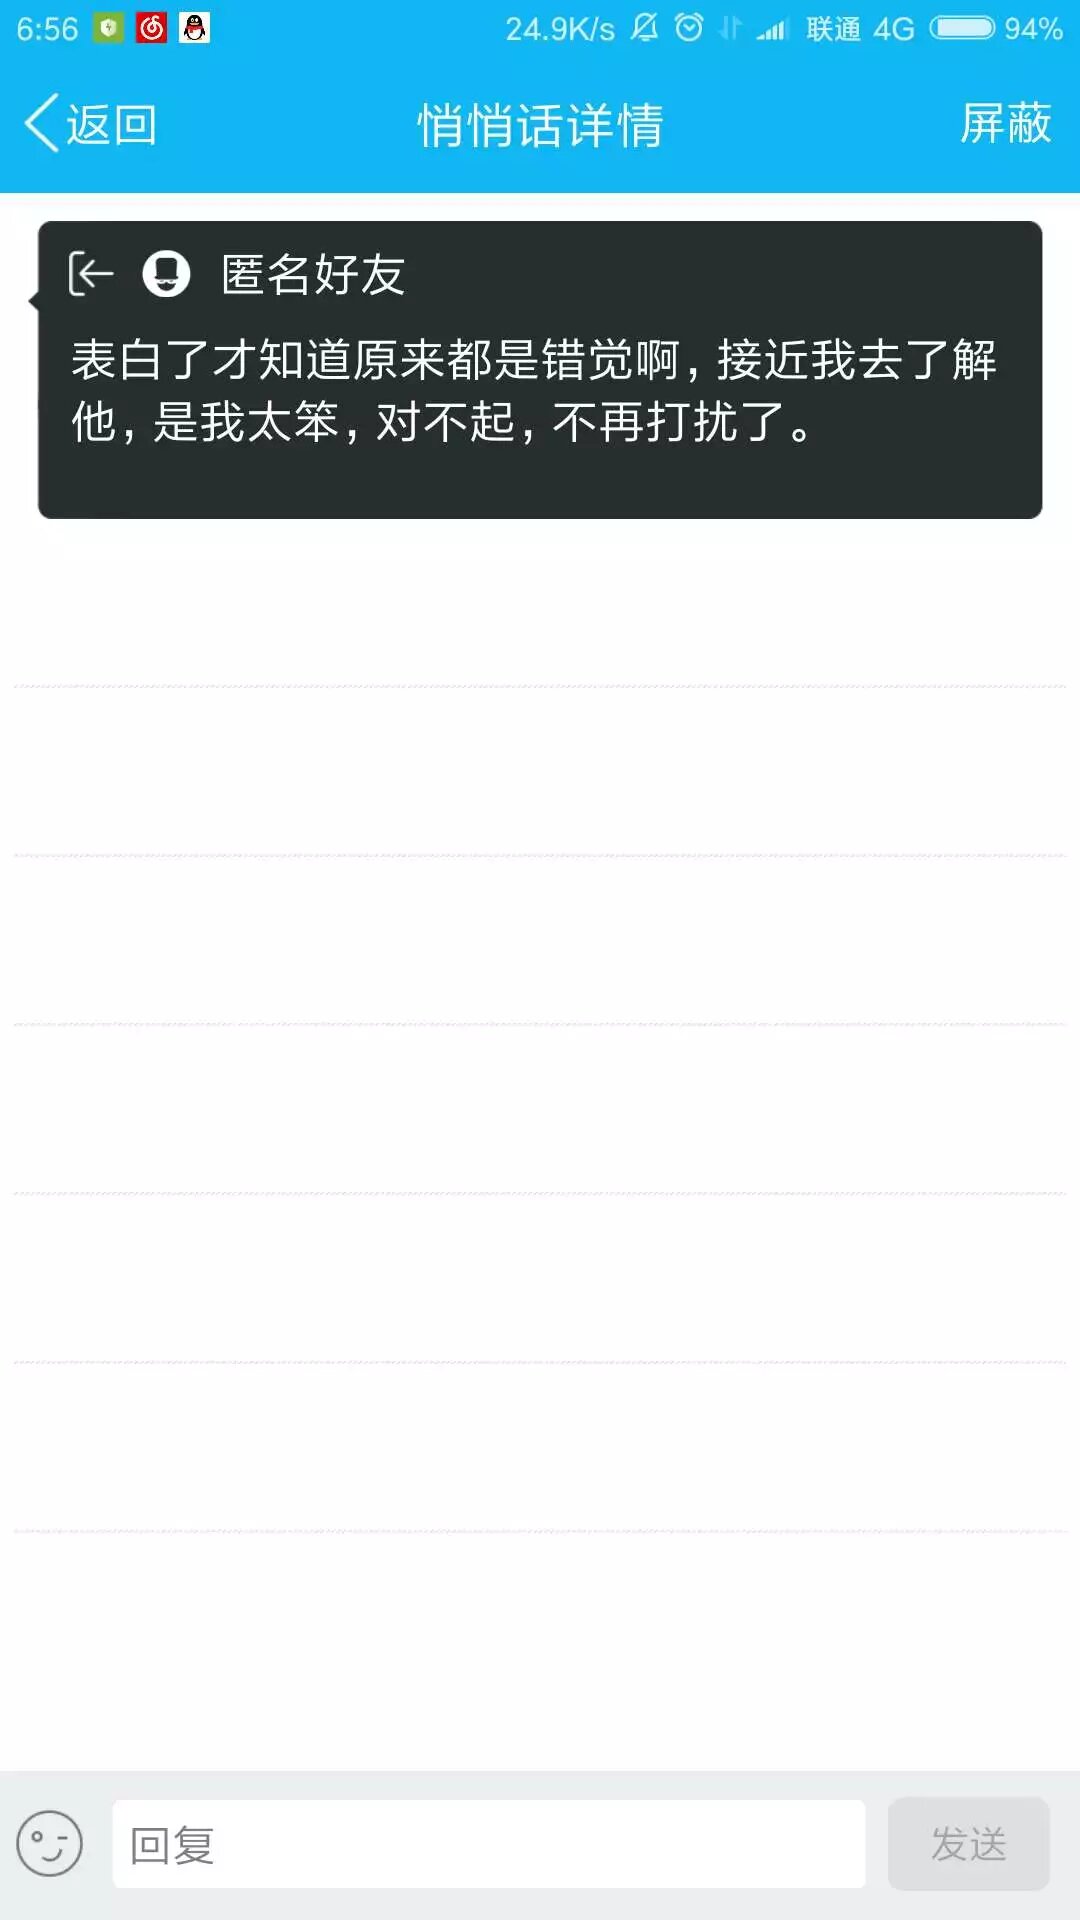 6:56 24.9K/s 联通 4G 94%
返回 悄悄话详情 屏蔽
匿名好友
表白了才知道原来都是错觉啊,接近我去了解
他,是我太笨,对不起,不再打扰了。
回复 发送